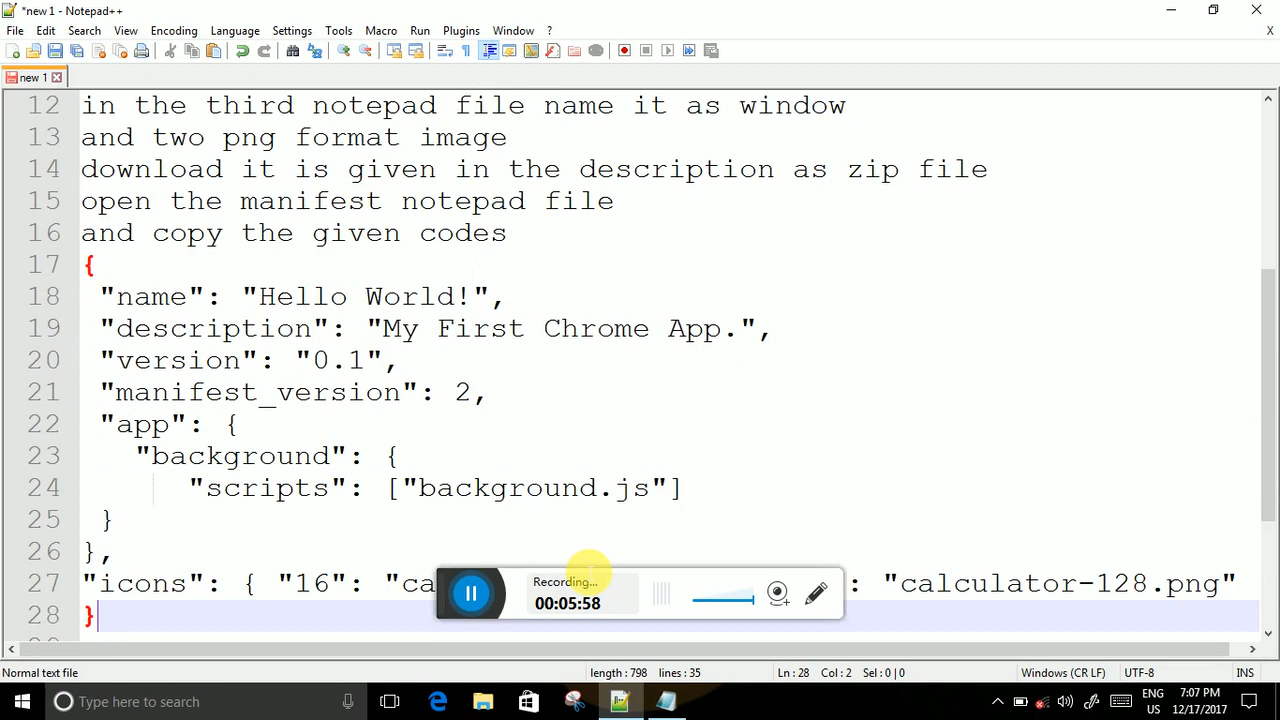 *new 1 - Notepad++
File Edit Search View Encoding Language Settings Tools Macro Run Plugins Window ? X
new 1
12 in the third notepad file name it as window
13 and two png format image
14 download it is given in the description as zip file
15 open the manifest notepad file
16 and copy the given codes
17 {
18 "name": "Hello World!",
19 "description": "My First Chrome App.",
20 "version": "0.1",
21 "manifest_version": 2,
22 "app": {
23 "background": {
24 "scripts": ["background.js"]
25 }
26 },
27 "icons": { "16": "ca : "calculator-128.png"
28 }
Recording...
00:05:58
Normal text file length : 798 lines : 35 Ln : 28 Col : 2 Sel : 0 | 0 Windows (CR LF) UTF-8 INS
Type here to search
ENG
US
7:07 PM
12/17/2017